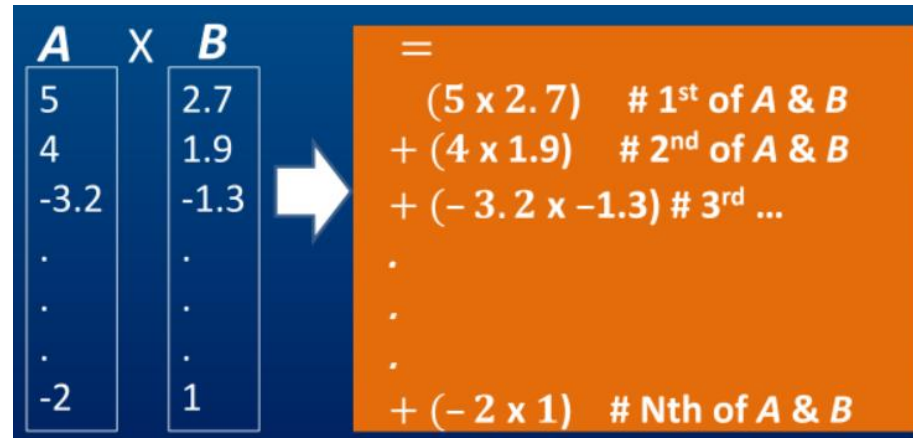 A X B =
5 2.7 (5 x 2.7) # 1st of A & B
4 1.9 + (4 x 1.9) # 2nd of A & B
-3.2 -1.3 + (– 3.2 x –1.3) # 3rd ...
. . .
. . .
. . .
-2 1 + (– 2 x 1) # Nth of A & B